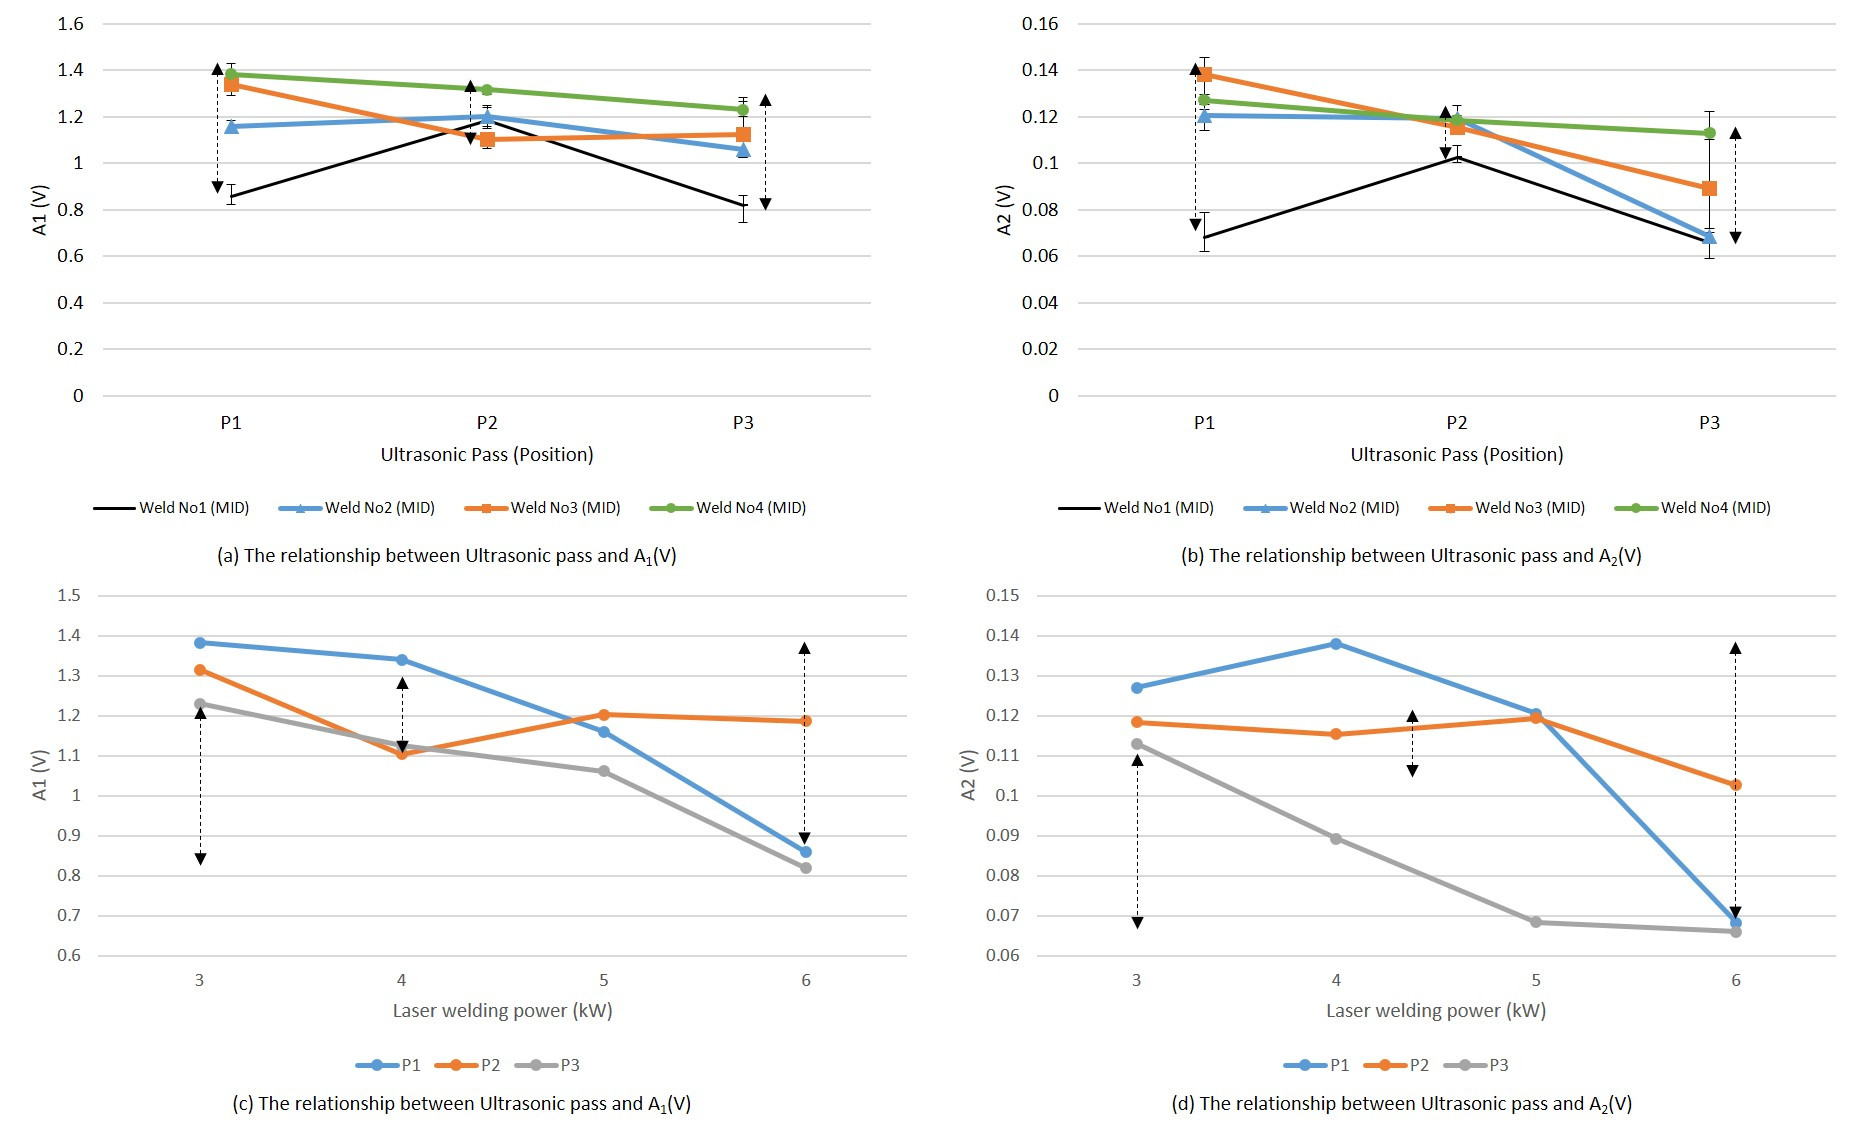 1.6
1.4
1.2
1
0.8
0.6
0.4
0.2
0
A1 (V)
P1 P2 P3
Ultrasonic Pass (Position)
Weld No1 (MID) Weld No2 (MID) Weld No3 (MID) Weld No4 (MID)
(a) The relationship between Ultrasonic pass and A1(V)
0.16
0.14
0.12
0.1
0.08
0.06
0.04
0.02
0
A2 (V)
P1 P2 P3
Ultrasonic Pass (Position)
Weld No1 (MID) Weld No2 (MID) Weld No3 (MID) Weld No4 (MID)
(b) The relationship between Ultrasonic pass and A2(V)
1.5
1.4
1.3
1.2
1.1
1
0.9
0.8
0.7
0.6
A1 (V)
3 4 5 6
Laser welding power (kW)
P1 P2 P3
(c) The relationship between Ultrasonic pass and A1(V)
0.15
0.14
0.13
0.12
0.11
0.1
0.09
0.08
0.07
0.06
A2 (V)
3 4 5 6
Laser welding power (kW)
P1 P2 P3
(d) The relationship between Ultrasonic pass and A2(V)